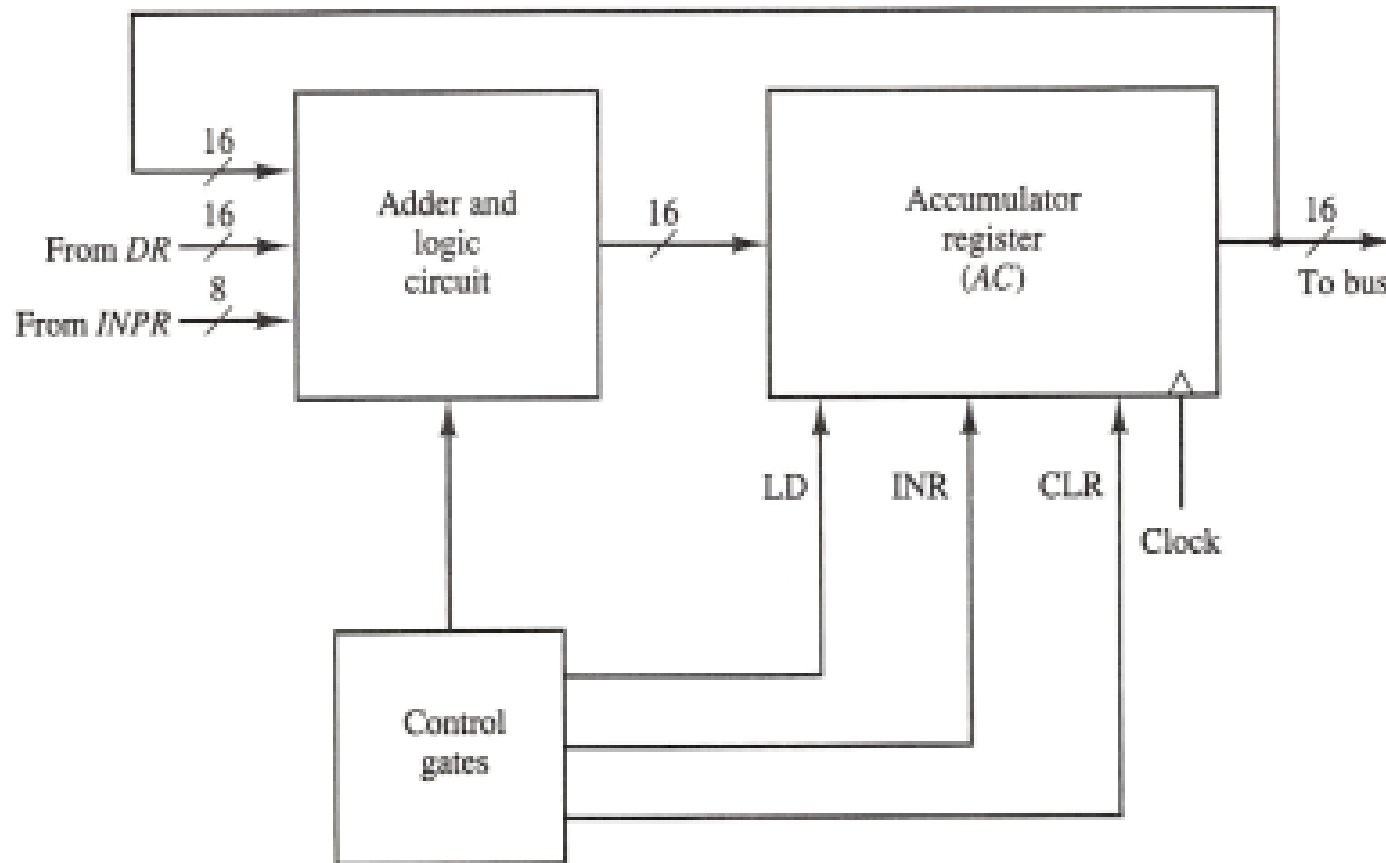 16
16
From DR
8
From INPR
Adder and
logic
circuit
16
Accumulator
register
(AC)
16
To bus
LD
INR
CLR
Clock
Control
gates